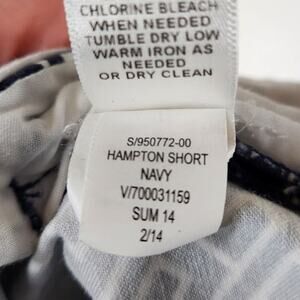 CHLORINE BLEACH
WHEN NEEDED
TUMBLE DRY LOW
WARM IRON AS
NEEDED
OR DRY CLEAN
S/950772-00
HAMPTON SHORT
NAVY
V/700031159
SUM 14
2/14